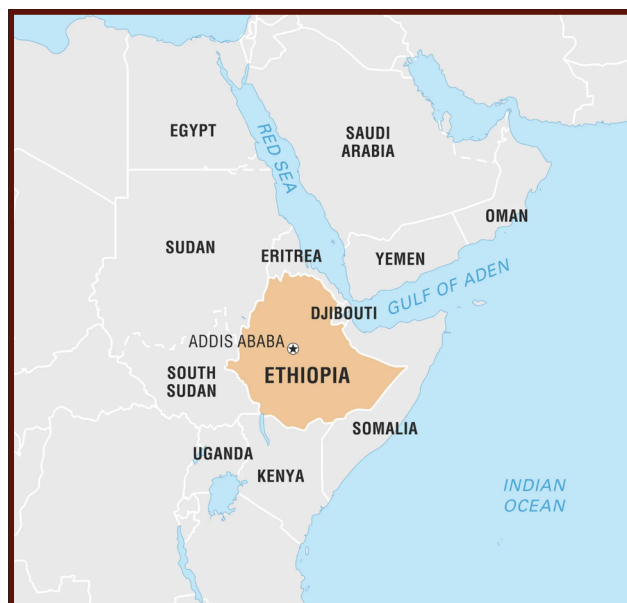 EGYPT
RED SEA
SAUDI
ARABIA
OMAN
SUDAN
ERITREA
YEMEN
GULF OF ADEN
DJIBOUTI
ADDIS ABABA
ETHIOPIA
SOUTH
SUDAN
SOMALIA
UGANDA
KENYA
INDIAN
OCEAN